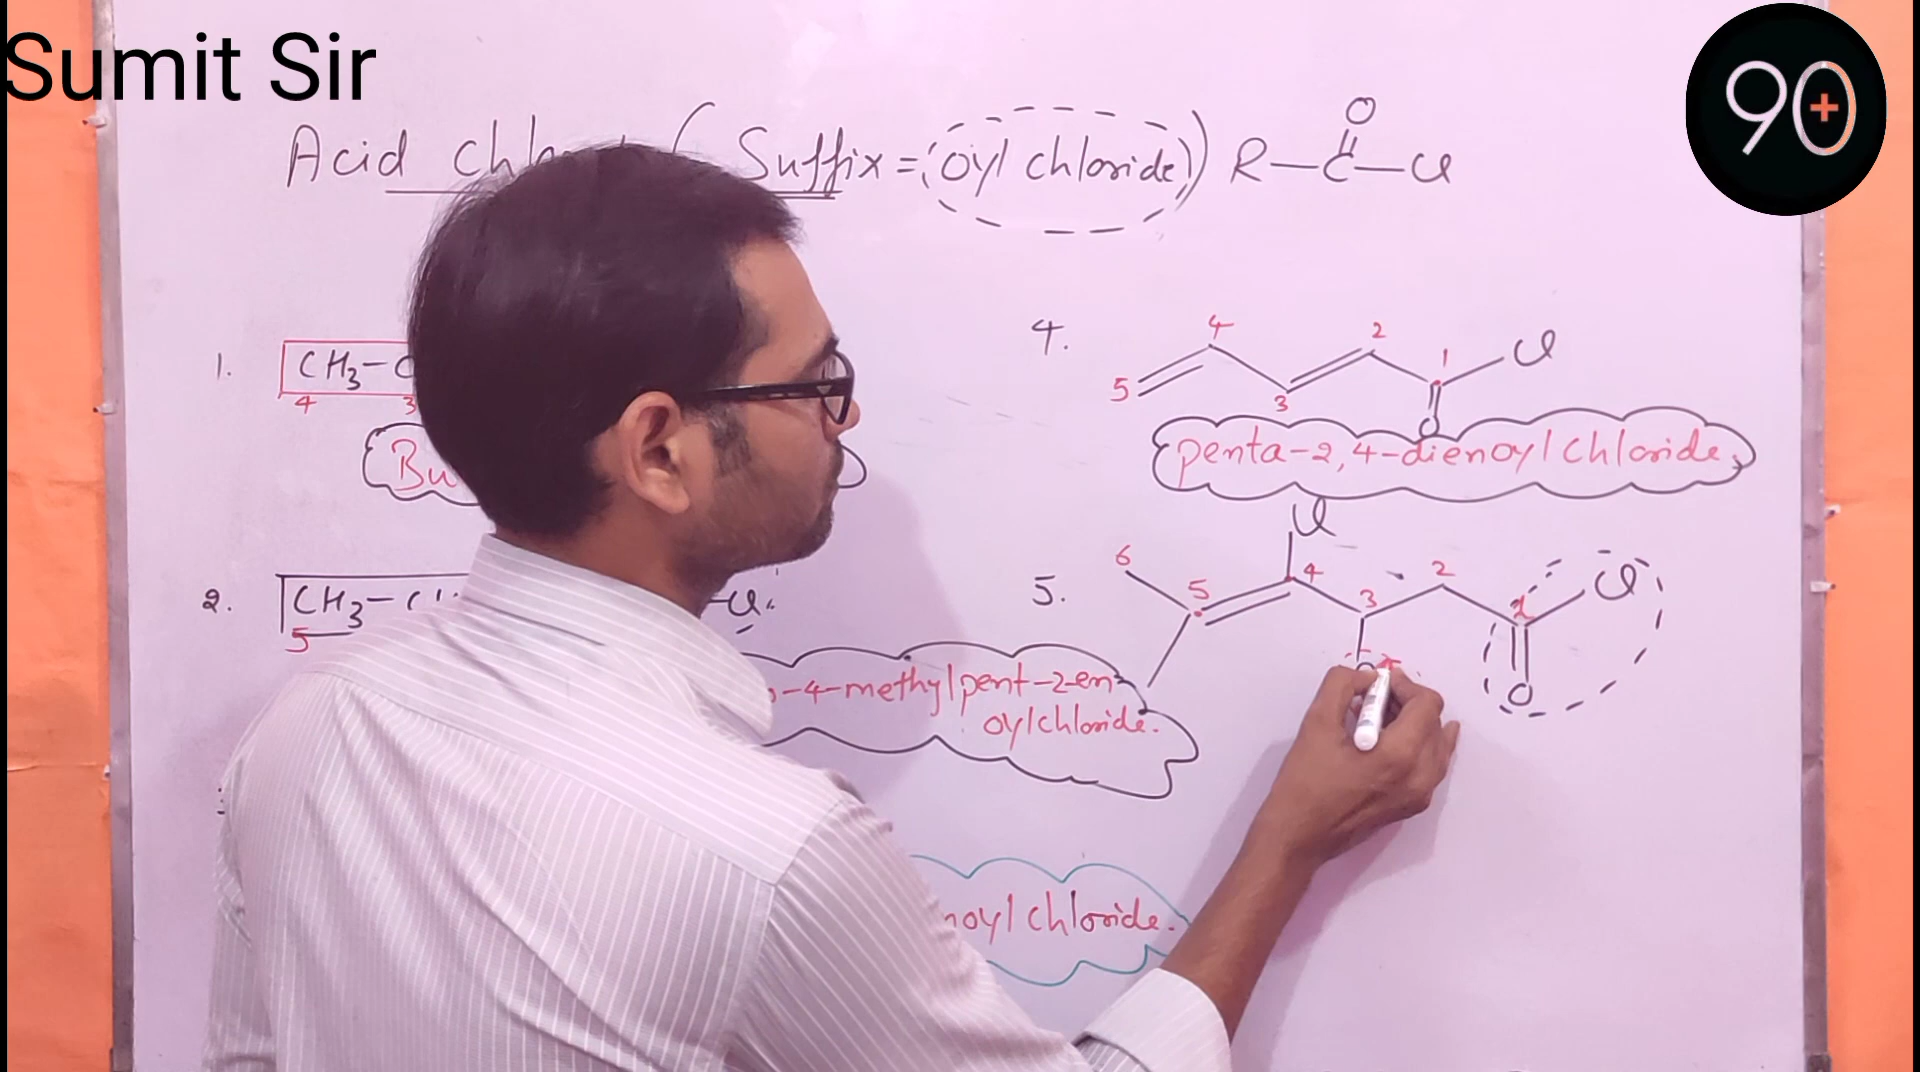 Sumit Sir
90+
Acid Suffix = oyl chloride) R-C-Cl
O
1. CH3-C
4 3
Bu
2. CH3-
5
-Cl
-4-methylpent-2-en-
oylchloride.
noyl chloride.
4.
5 4 3 2 1 Cl
O
penta-2,4-dienoyl chloride
5.
Cl
6 5 4 3 2 1 Cl
O